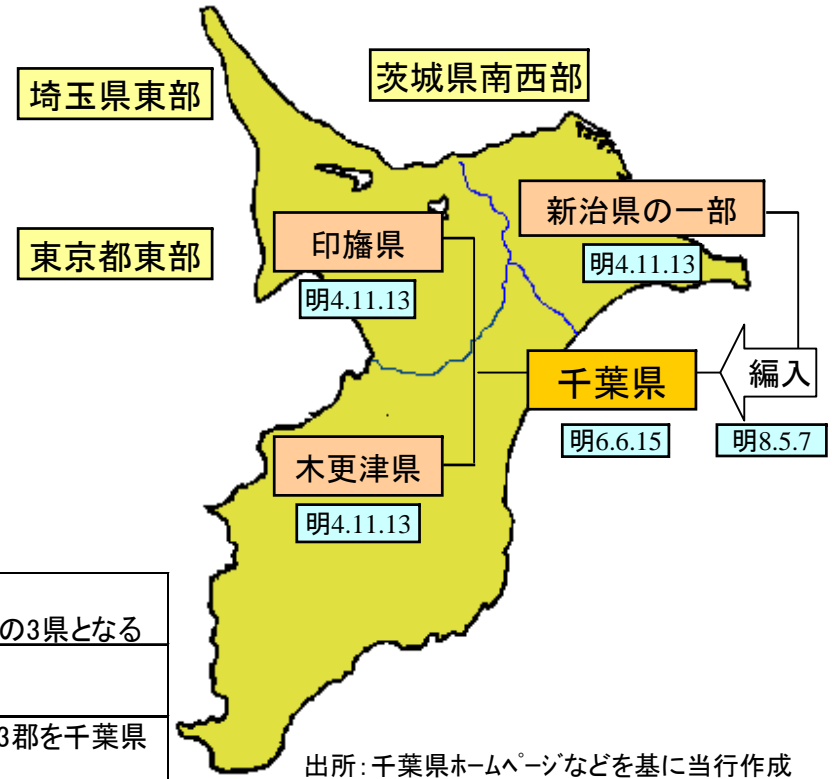 埼玉県東部
茨城県南西部
東京都東部
印旛県
明4.11.13
新治県の一部
明4.11.13
千葉県
明6.6.15
編入
明8.5.7
木更津県
明4.11.13
の3県となる
3郡を千葉県
出所：千葉県ホームページなどを基に当行作成